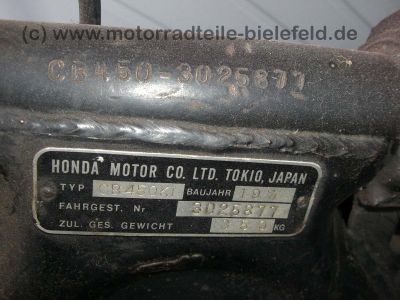 (c) www.motorradteile-bielefeld.de
CB450-3025877
HONDA MOTOR CO. LTD. TOKIO, JAPAN
TYP BAUJAHR
FAHRGEST. Nr 3025877
ZUL. GES. GEWICHT KG